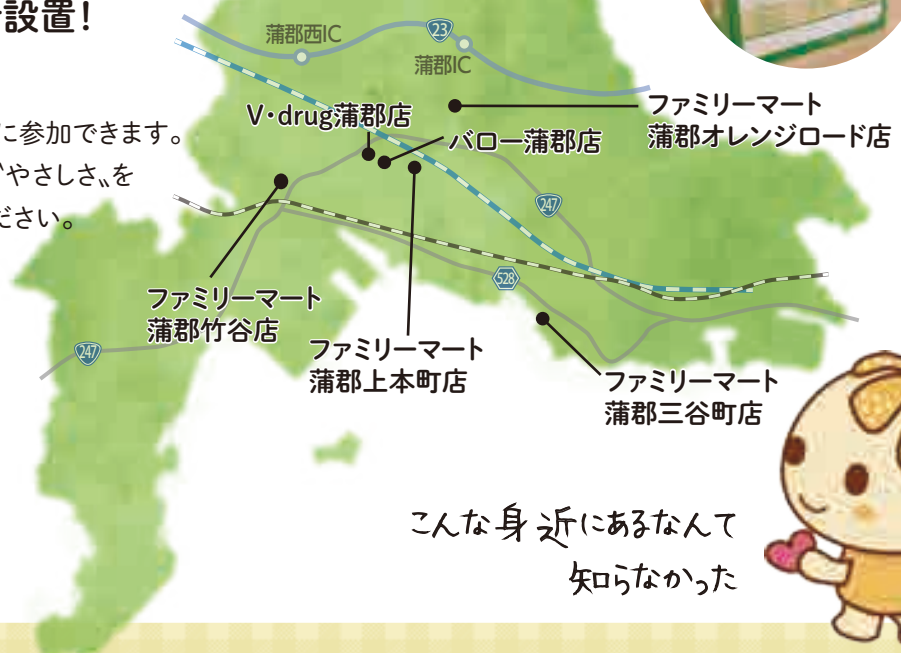 設置!
に参加できます。
〝やさしさ〟を
ださい。
蒲郡西IC
23
蒲郡IC
V・drug蒲郡店
バロー蒲郡店
ファミリーマート
蒲郡オレンジロード店
247
528
ファミリーマート
蒲郡竹谷店
247
ファミリーマート
蒲郡上本町店
ファミリーマート
蒲郡三谷町店
こんな身近にあるなんて
知らなかった